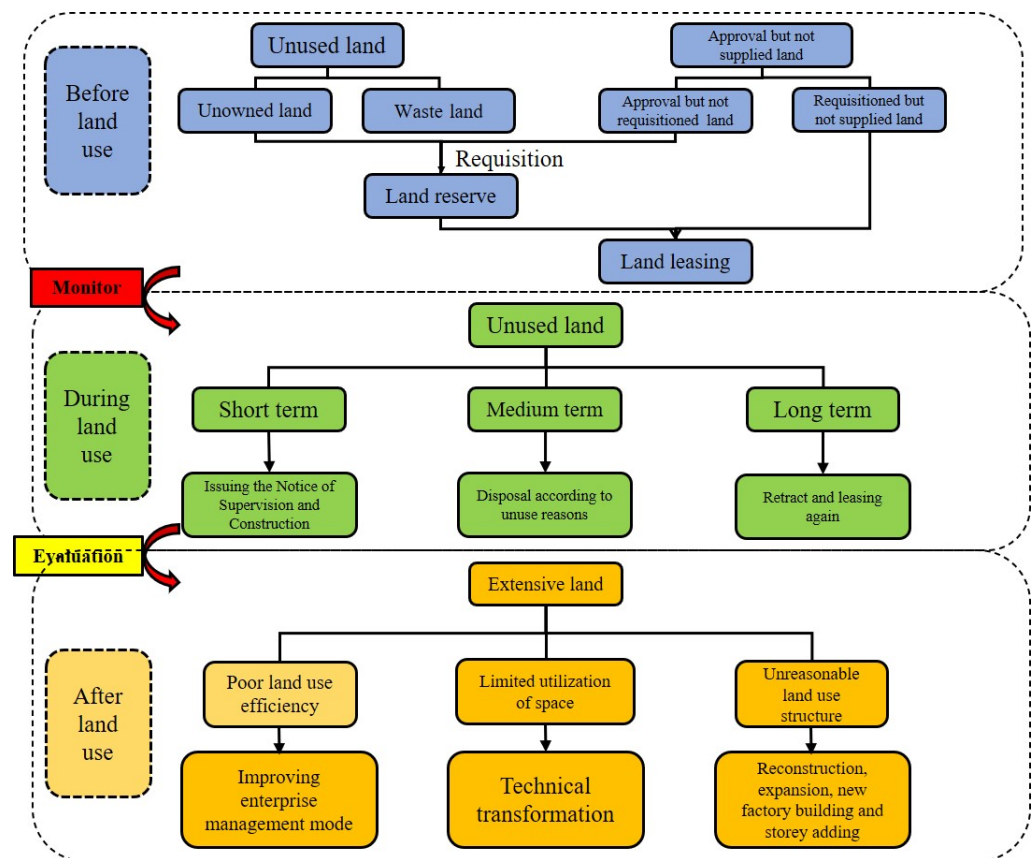 Unused land
Approval but not
supplied land
Before
land
use
Unowned land
Waste land
Approval but not
requisitioned land
Requisitioned but
not supplied land
Requisition
Land reserve
Land leasing
Monitor
Unused land
During
land
use
Short term
Medium term
Long term
Issuing the Notice of
Supervision and
Construction
Disposal according to
unuse reasons
Retract and leasing
again
Evaluation
Extensive land
After
land
use
Poor land use
efficiency
Limited utilization
of space
Unreasonable
land use
structure
Improving
enterprise
management mode
Technical
transformation
Reconstruction,
expansion, new
factory building and
storey adding